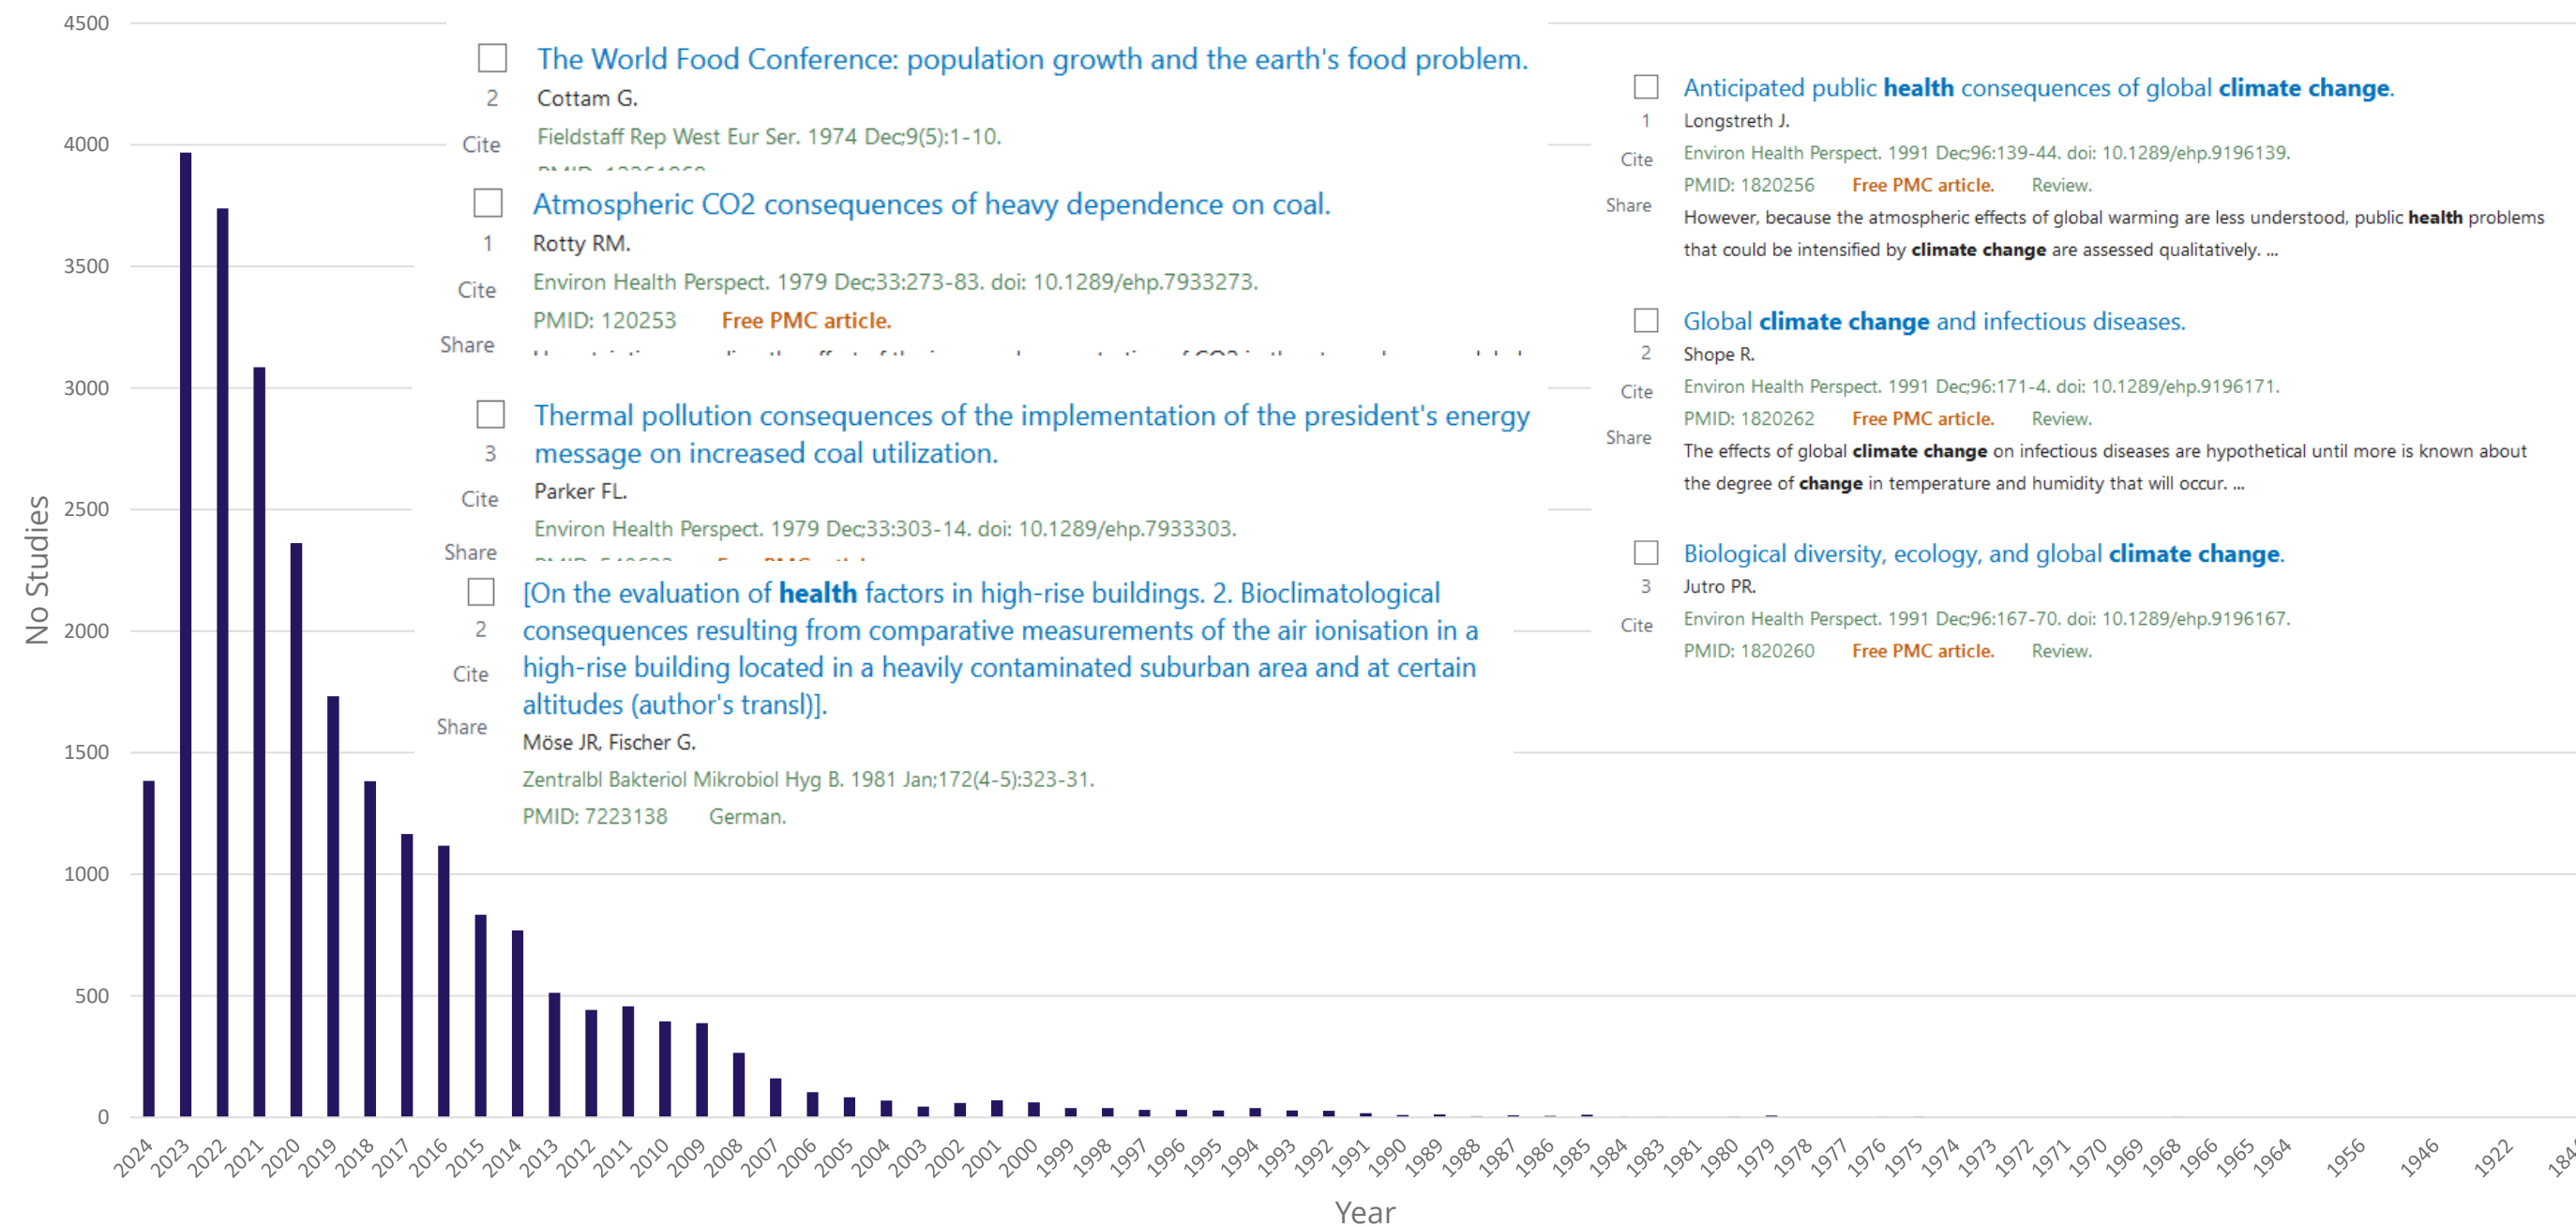 4500
4000
3500
3000
2500
2000
1500
1000
500
0
No Studies
The World Food Conference: population growth and the earth's food problem.
2
Cottam G.
Cite
Fieldstaff Rep West Eur Ser. 1974 Dec;9(5):1-10.
Atmospheric CO2 consequences of heavy dependence on coal.
1
Rotty RM.
Cite
Environ Health Perspect. 1979 Dec;33:273-83. doi: 10.1289/ehp.7933273.
PMID: 120253 Free PMC article.
Share
Thermal pollution consequences of the implementation of the president's energy
message on increased coal utilization.
3
Parker FL.
Cite
Environ Health Perspect. 1979 Dec;33:303-14. doi: 10.1289/ehp.7933303.
Share
[On the evaluation of health factors in high-rise buildings. 2. Bioclimatological
consequences resulting from comparative measurements of the air ionisation in a
2
high-rise building located in a heavily contaminated suburban area and at certain
Cite
altitudes (author's transl)].
Share
Möse JR, Fischer G.
Zentralbl Bakteriol Mikrobiol Hyg B. 1981 Jan;172(4-5):323-31.
PMID: 7223138 German.
Anticipated public health consequences of global climate change.
1
Longstreth J.
Cite
Environ Health Perspect. 1991 Dec;96:139-44. doi: 10.1289/ehp.9196139.
PMID: 1820256 Free PMC article. Review.
Share
However, because the atmospheric effects of global warming are less understood, public health problems
that could be intensified by climate change are assessed qualitatively. ...
Global climate change and infectious diseases.
2
Shope R.
Cite
Environ Health Perspect. 1991 Dec;96:171-4. doi: 10.1289/ehp.9196171.
PMID: 1820262 Free PMC article. Review.
Share
The effects of global climate change on infectious diseases are hypothetical until more is known about
the degree of change in temperature and humidity that will occur. ...
Biological diversity, ecology, and global climate change.
3
Jutro PR.
Cite
Environ Health Perspect. 1991 Dec;96:167-70. doi: 10.1289/ehp.9196167.
PMID: 1820260 Free PMC article. Review.
2024 2023 2022 2021 2020 2019 2018 2017 2016 2015 2014 2013 2012 2011 2010 2009 2008 2007 2006 2005 2004 2003 2002 2001 2000 1999 1998 1997 1996 1995 1994 1993 1992 1991 1990 1989 1988 1987 1986 1985 1984 1983 1981 1980 1979 1978 1977 1976 1975 1974 1973 1972 1971 1970 1969 1968 1966 1965 1964 1956 1946 1922
Year